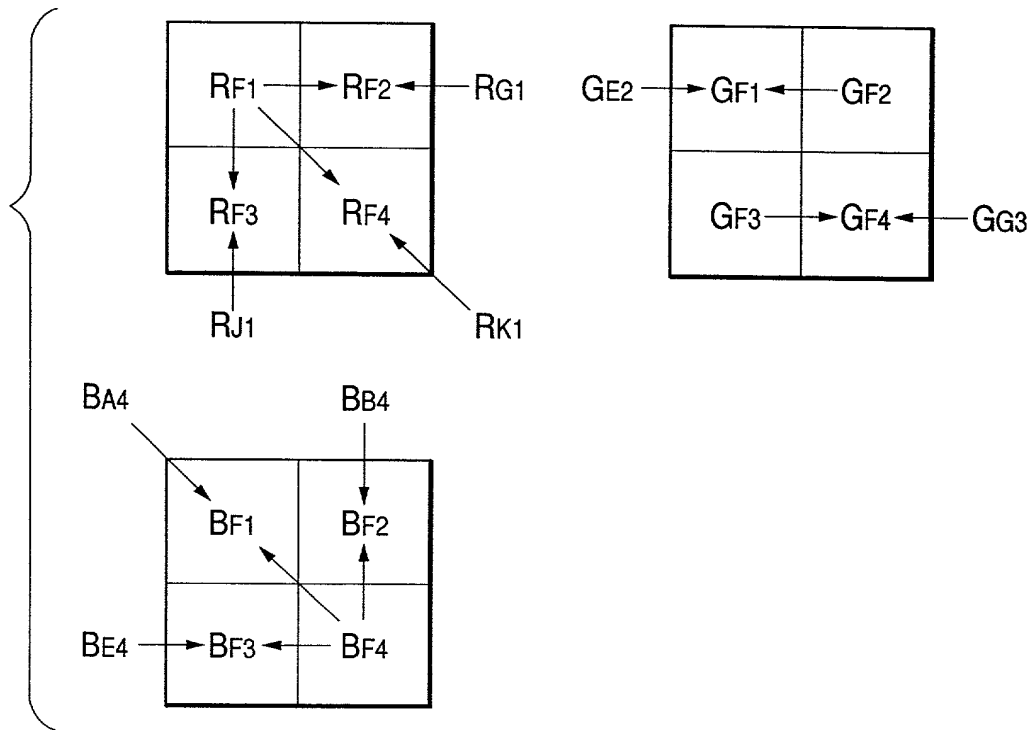 RF1 RF2 RG1
RF3 RF4
RJ1 RK1
GE2 GF1 GF2
GF3 GF4 GG3
BA4 BB4
BF1 BF2
BE4 BF3 BF4